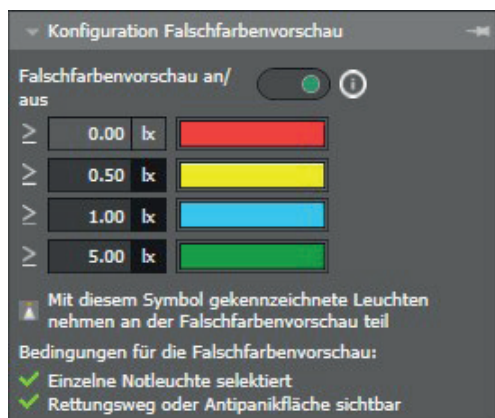 Konfiguration Falschfarbenvorschau
Falschfarbenvorschau an/
aus
≥ 0.00 lx
≥ 0.50 lx
≥ 1.00 lx
≥ 5.00 lx
Mit diesem Symbol gekennzeichnete Leuchten
nehmen an der Falschfarbenvorschau teil
Bedingungen für die Falschfarbenvorschau:
Einzelne Notleuchte selektiert
Rettungsweg oder Antipanikfläche sichtbar